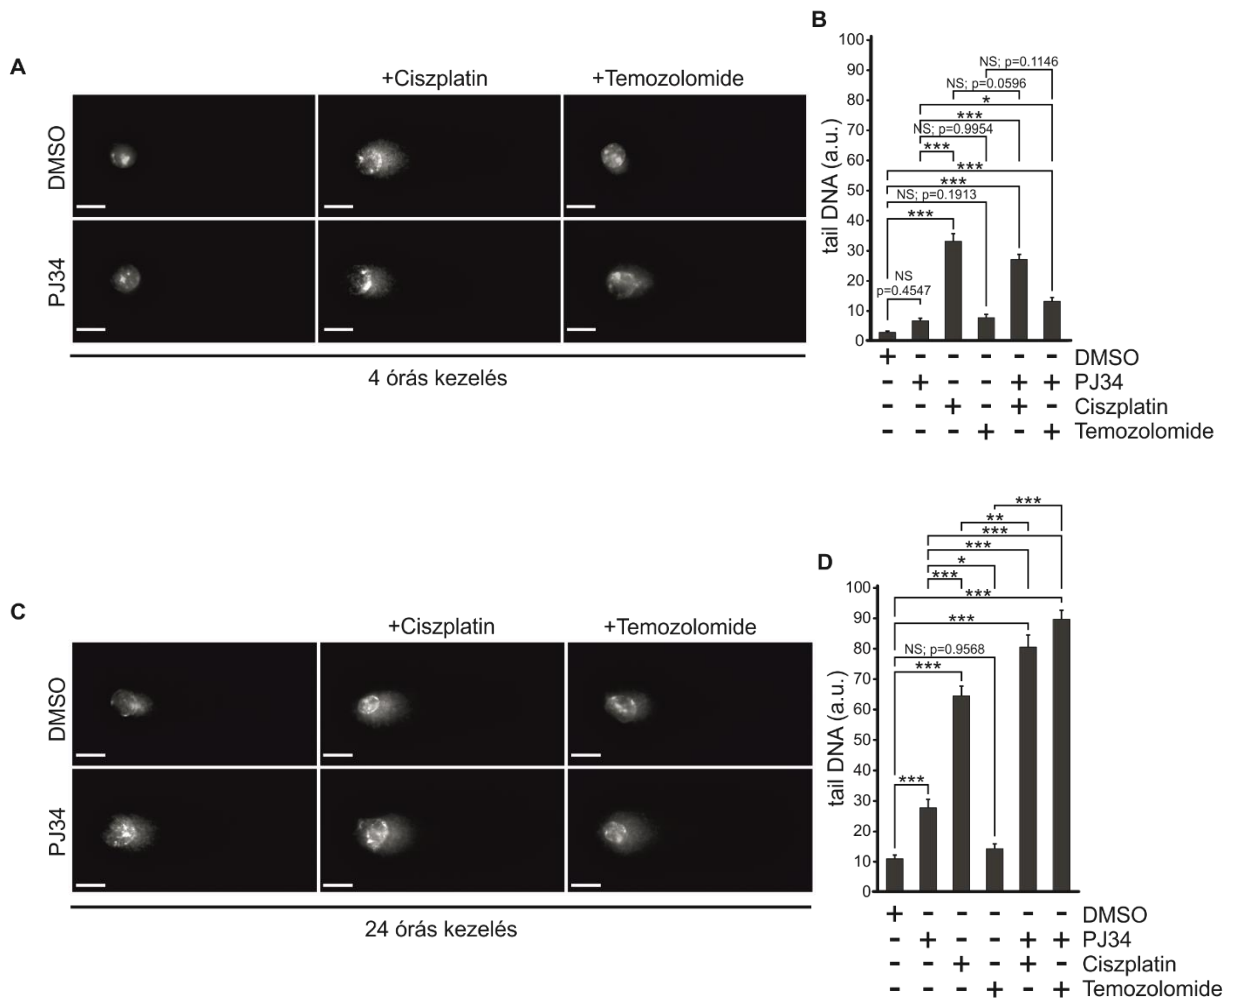 A
+Ciszplatin
+Temozolomide
DMSO
PJ34
4 órás kezelés
B
tail DNA (a.u.)
100
90
80
70
60
50
40
30
20
10
0
NS; p=0.1146
NS; p=0.0596
*
***
NS; p=0.9954
***
***
***
NS; p=0.1913
***
NS
p=0.4547
+ - - - - - DMSO
- + - - + + PJ34
- - + - + - Ciszplatin
- - - + - + Temozolomide
C
+Ciszplatin
+Temozolomide
DMSO
PJ34
24 órás kezelés
D
tail DNA (a.u.)
100
90
80
70
60
50
40
30
20
10
0
***
**
***
***
*
***
***
***
NS; p=0.9568
***
***
+ - - - - - DMSO
- + - - + + PJ34
- - + - + - Ciszplatin
- - - + - + Temozolomide